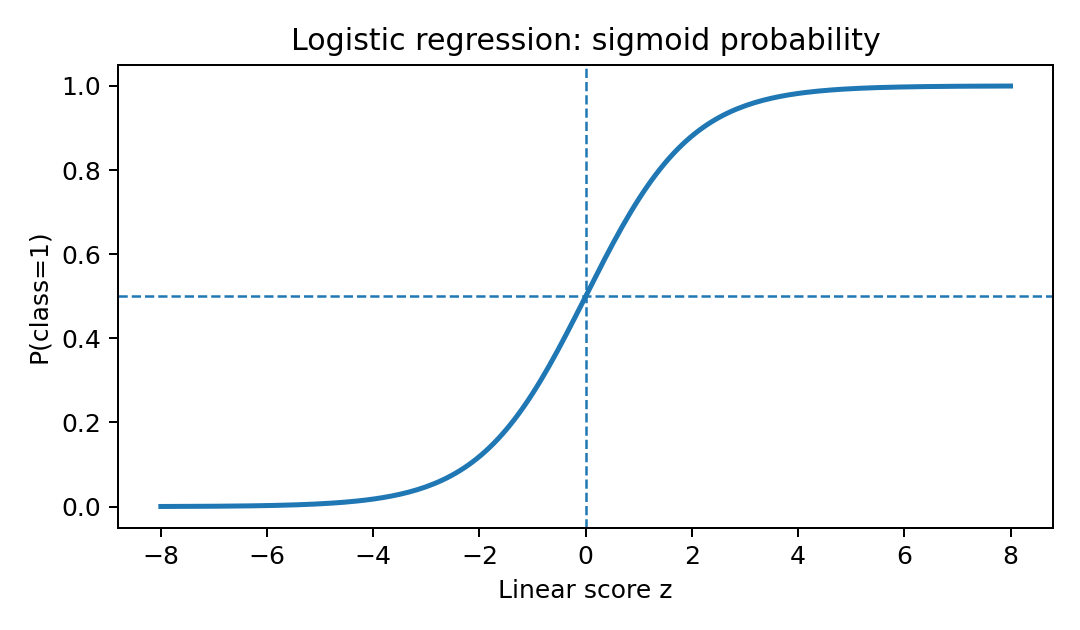 Logistic regression: sigmoid probability
P(class=1)
1.0
0.8
0.6
0.4
0.2
0.0
−8 −6 −4 −2 0 2 4 6 8
Linear score z